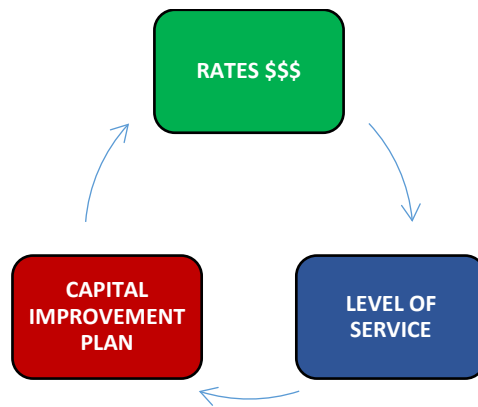 RATES $$$
CAPITAL
IMPROVEMENT
PLAN
LEVEL OF
SERVICE